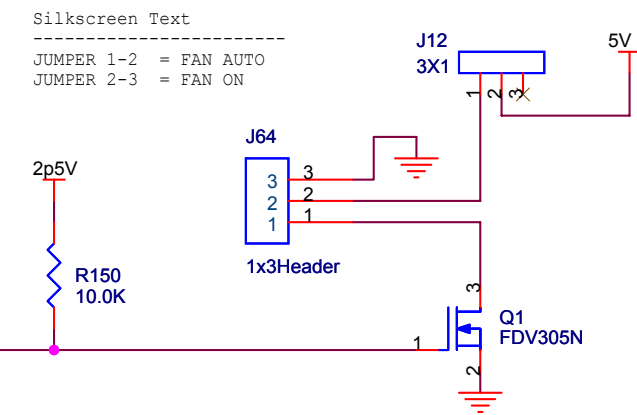 Silkscreen Text
------------------------
JUMPER 1-2 = FAN AUTO
JUMPER 2-3 = FAN ON
J12
3X1
5V
1
2
3
J64
3
2
1
3
2
1
1x3Header
2p5V
R150
10.0K
3
Q1
FDV305N
1
2